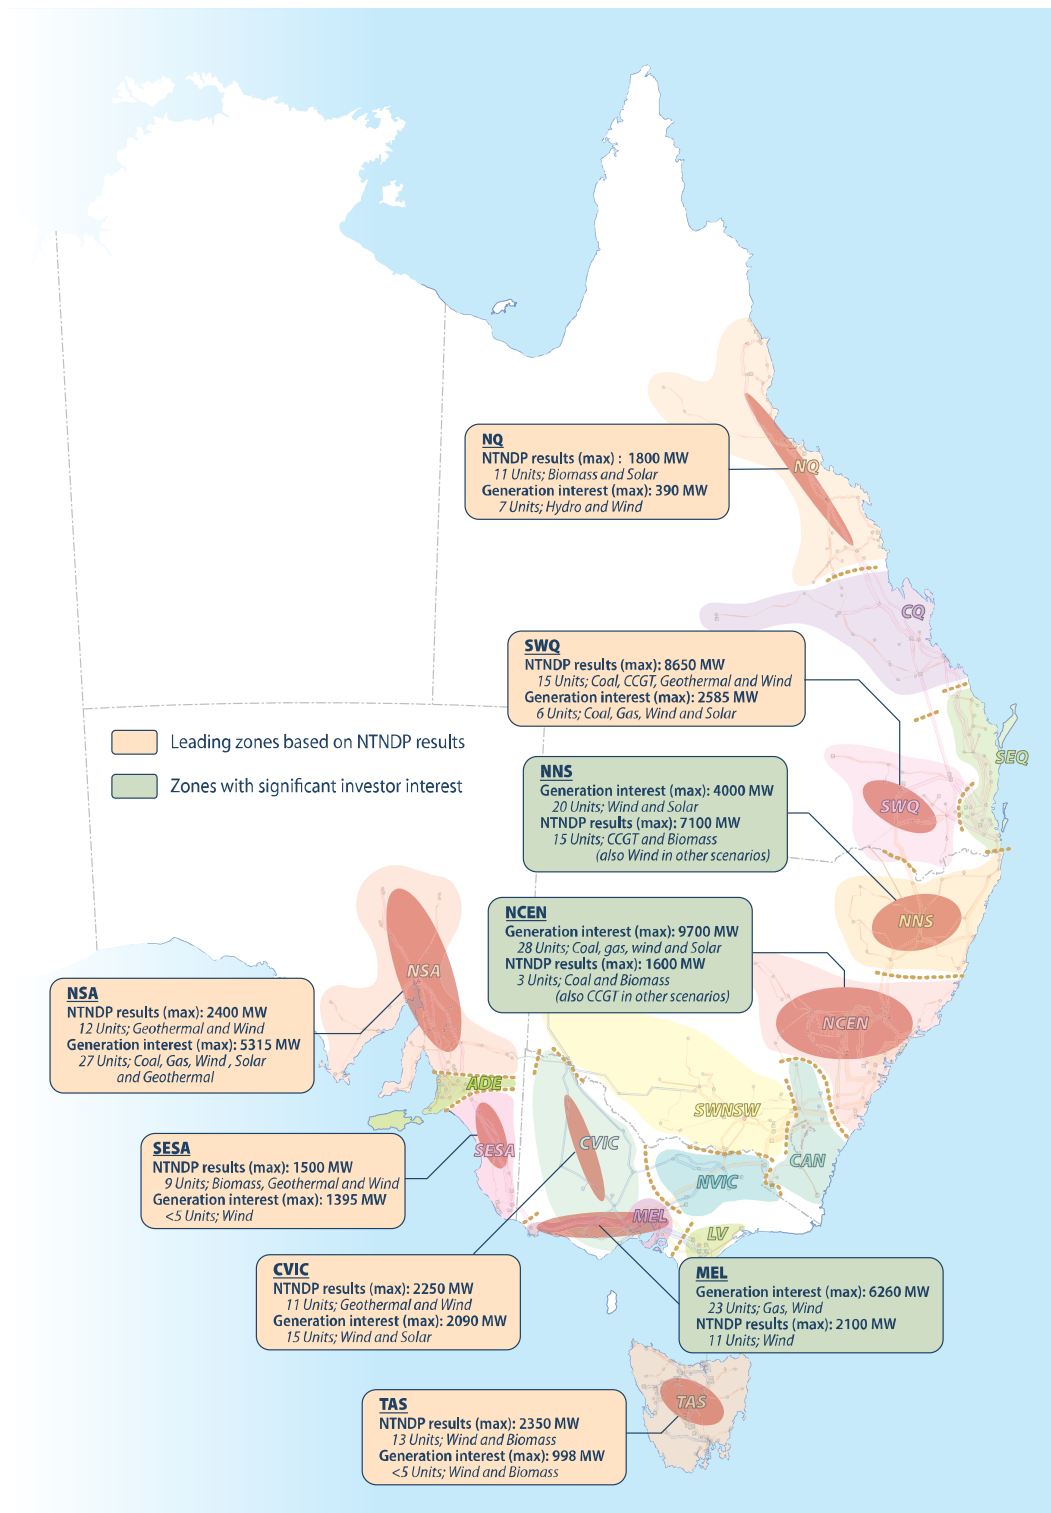 NQ
NTNDP results (max) : 1800 MW
11 Units; Biomass and Solar
Generation interest (max): 390 MW
7 Units; Hydro and Wind
NQ
CQ
SWQ
NTNDP results (max): 8650 MW
15 Units; Coal, CCGT, Geothermal and Wind
Generation interest (max): 2585 MW
6 Units; Coal, Gas, Wind and Solar
Leading zones based on NTNDP results
Zones with significant investor interest
SEQ
SWQ
NNS
Generation interest (max): 4000 MW
20 Units; Wind and Solar
NTNDP results (max): 7100 MW
15 Units; CCGT and Biomass
(also Wind in other scenarios)
NNS
NCEN
Generation interest (max): 9700 MW
28 Units; Coal, gas, wind and Solar
NTNDP results (max): 1600 MW
3 Units; Coal and Biomass
(also CCGT in other scenarios)
NSA
NCEN
NSA
NTNDP results (max): 2400 MW
12 Units; Geothermal and Wind
Generation interest (max): 5315 MW
27 Units; Coal, Gas, Wind , Solar
and Geothermal
ADE
SWNSW
SESA
CVIC
CAN
NVIC
MEL
LV
SESA
NTNDP results (max): 1500 MW
9 Units; Biomass, Geothermal and Wind
Generation interest (max): 1395 MW
<5 Units; Wind
CVIC
NTNDP results (max): 2250 MW
11 Units; Geothermal and Wind
Generation interest (max): 2090 MW
15 Units; Wind and Solar
MEL
Generation interest (max): 6260 MW
23 Units; Gas, Wind
NTNDP results (max): 2100 MW
11 Units; Wind
TAS
NTNDP results (max): 2350 MW
13 Units; Wind and Biomass
Generation interest (max): 998 MW
<5 Units; Wind and Biomass
TAS